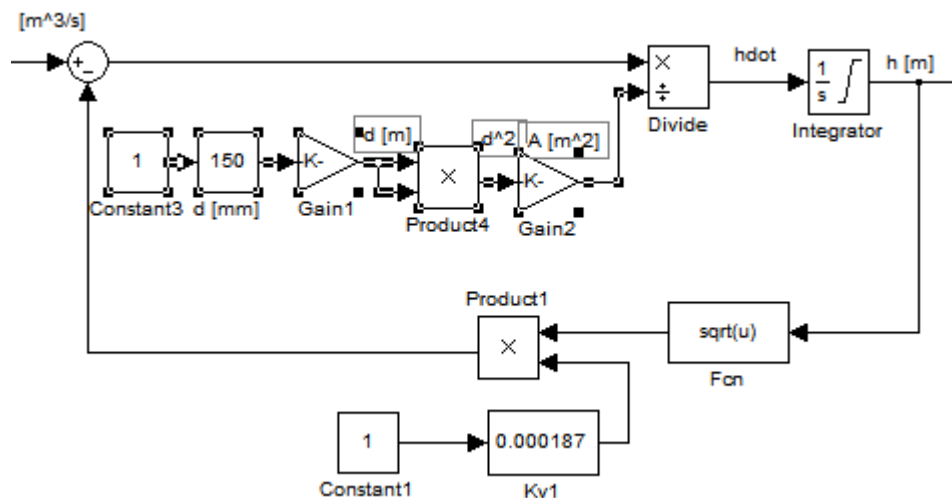 [m^3/s]
+
−
×
÷
Divide
hdot
1
s
Integrator
h [m]
1
Constant3
150
d [mm]
K-
Gain1
d [m]
×
Product4
d^2
K-
Gain2
A [m^2]
Product1
×
sqrt(u)
Fcn
1
Constant1
0.000187
Kv1